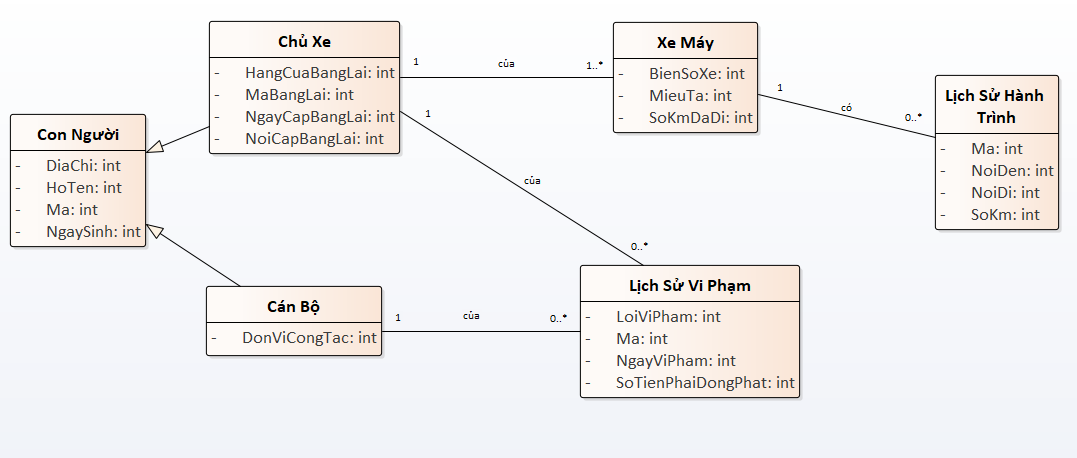 Chủ Xe
- HangCuaBangLai: int
- MaBangLai: int
- NgayCapBangLai: int
- NoiCapBangLai: int
1
của
1..*
Xe Máy
- BienSoXe: int
- MieuTa: int
- SoKmDaDi: int
1
có
0..*
Lịch Sử Hành
Trình
- Ma: int
- NoiDen: int
- NoiDi: int
- SoKm: int
Con Người
- DiaChi: int
- HoTen: int
- Ma: int
- NgaySinh: int
1
của
0..*
Cán Bộ
- DonViCongTac: int
1
của
0..*
Lịch Sử Vi Phạm
- LoiViPham: int
- Ma: int
- NgayViPham: int
- SoTienPhaiDongPhat: int